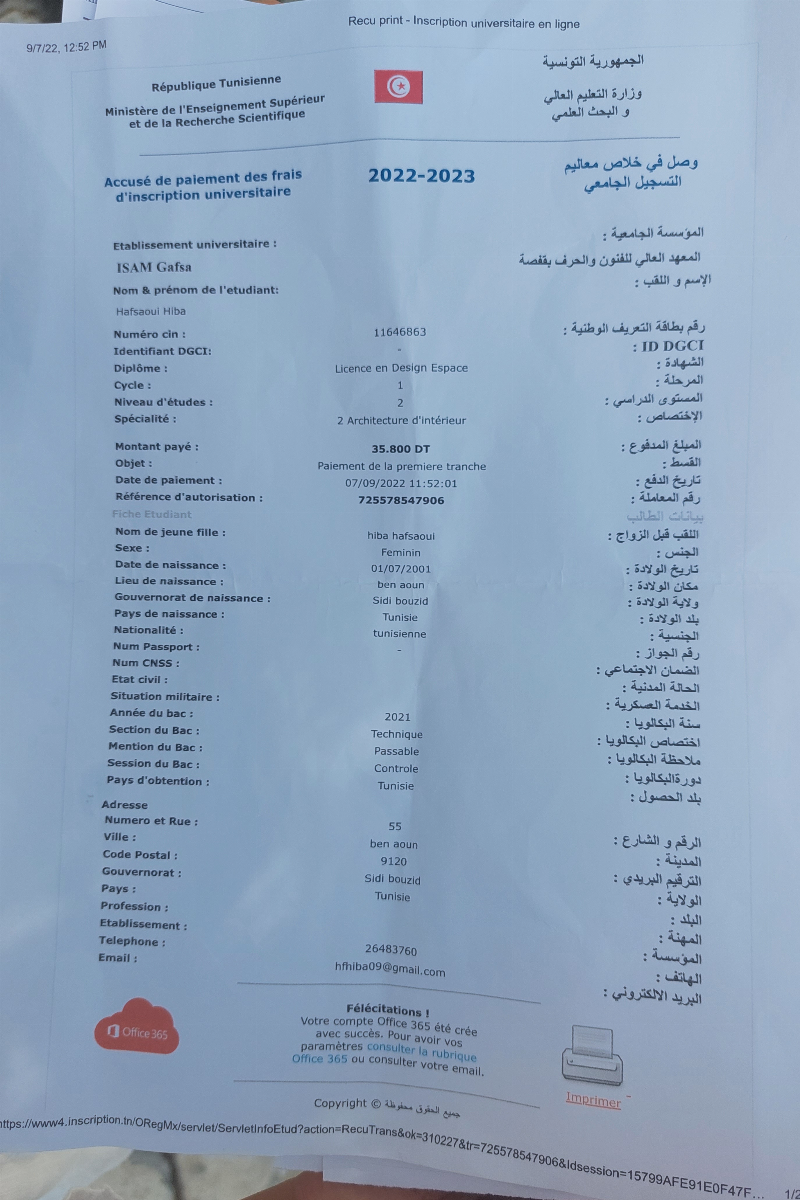 Recu print - Inscription universitaire en ligne
9/7/22, 12:52 PM
République Tunisienne
الجمهورية التونسية
Ministère de l'Enseignement Supérieur
et de la Recherche Scientifique
وزارة التعليم العالي
و البحث العلمي
Accusé de paiement des frais
d'inscription universitaire
2022-2023
وصل في خلاص معاليم
التسجيل الجامعي
Etablissement universitaire :
المؤسسة الجامعية :
ISAM Gafsa
المعهد العالي للفنون والحرف بقفصة
Nom & prénom de l'etudiant:
الإسم و اللقب :
Hafsaoui Hiba
Numéro cin : 11646863 رقم بطاقة التعريف الوطنية :
Identifiant DGCI: - ID DGCI :
Diplôme : Licence en Design Espace الشهادة :
Cycle : 1 المرحلة :
Niveau d'études : 2 المستوى الدراسي :
Spécialité : 2 Architecture d'intérieur الإختصاص :
Montant payé : 35.800 DT المبلغ المدفوع :
Objet : Paiement de la premiere tranche القسط :
Date de paiement : 07/09/2022 11:52:01 تاريخ الدفع :
Référence d'autorisation : 725578547906 رقم المعاملة :
Fiche Etudiant بيانات الطالب
Nom de jeune fille : hiba hafsaoui اللقب قبل الزواج :
Sexe : Feminin الجنس :
Date de naissance : 01/07/2001 تاريخ الولادة :
Lieu de naissance : ben aoun مكان الولادة :
Gouvernorat de naissance : Sidi bouzid ولاية الولادة :
Pays de naissance : Tunisie بلد الولادة :
Nationalité : tunisienne الجنسية :
Num Passport : - رقم الجواز :
Num CNSS : الضمان الاجتماعي :
Etat civil : الحالة المدنية :
Situation militaire : الخدمة العسكرية :
Année du bac : 2021 سنة البكالويا :
Section du Bac : Technique اختصاص البكالويا :
Mention du Bac : Passable ملاحظة البكالويا :
Session du Bac : Controle دورةالبكالويا :
Pays d'obtention : Tunisie بلد الحصول :
Adresse
Numero et Rue : 55 الرقم و الشارع :
Ville : ben aoun المدينة :
Code Postal : 9120 الترقيم البريدي :
Gouvernorat : Sidi bouzid الولاية :
Pays : Tunisie البلد :
Profession : المهنة :
Etablissement : المؤسسة :
Telephone : 26483760 الهاتف :
Email : hfhiba09@gmail.com البريد الالكتروني :
Office 365
Félécitations !
Votre compte Office 365 été crée
avec succès. Pour avoir vos
paramètres consulter la rubrique
Office 365 ou consulter votre email.
Imprimer
Copyright © جميع الحقوق محفوظة
https://www4.inscription.tn/ORegMx/servlet/ServletInfoEtud?action=RecuTrans&ok=310227&tr=725578547906&idsession=15799AFE91E0F47F...